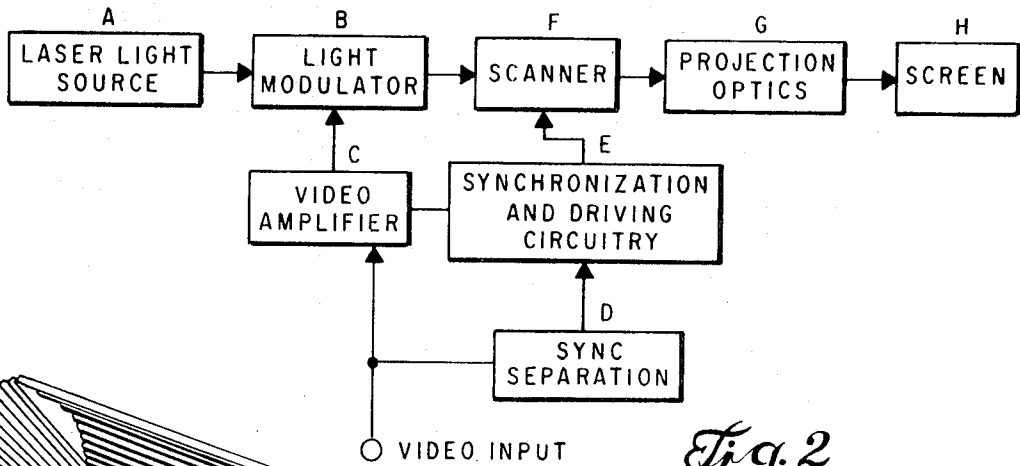 A
LASER LIGHT
SOURCE
B
LIGHT
MODULATOR
F
SCANNER
G
PROJECTION
OPTICS
H
SCREEN
C
VIDEO
AMPLIFIER
E
SYNCHRONIZATION
AND DRIVING
CIRCUITRY
D
SYNC
SEPARATION
VIDEO INPUT
Fig. 2